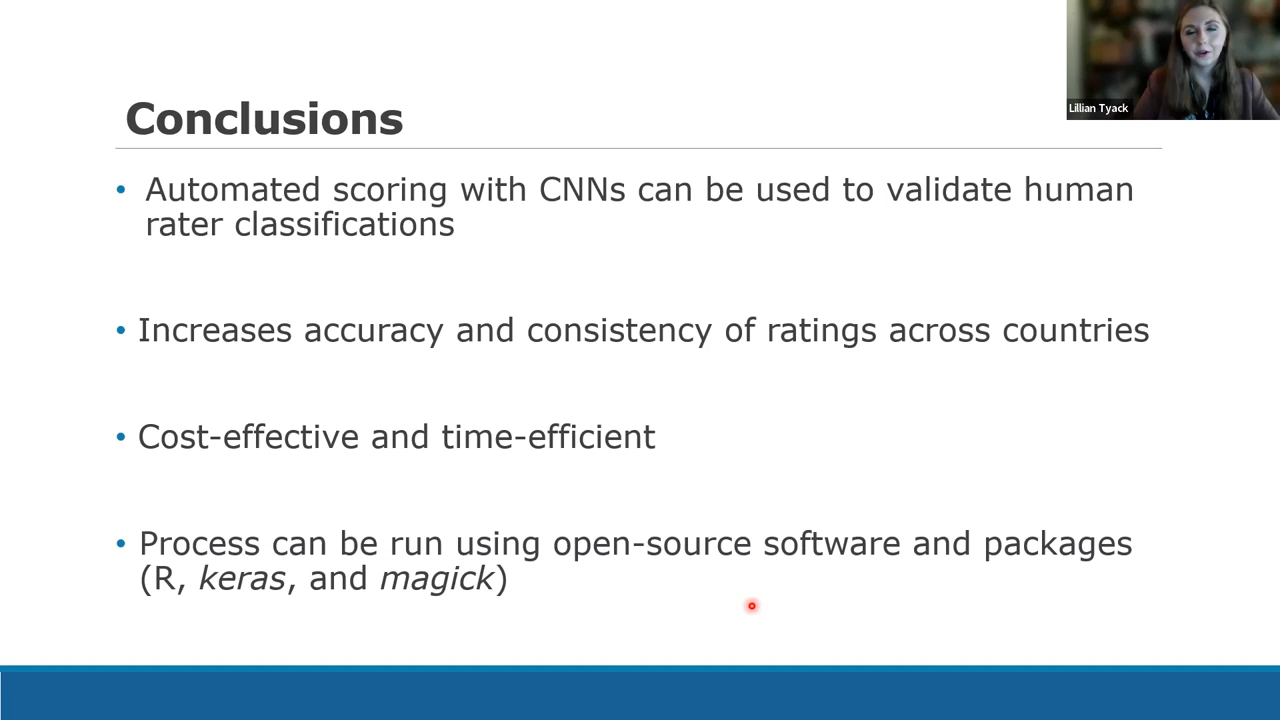 Lillian Tyack
Conclusions
• Automated scoring with CNNs can be used to validate human
rater classifications
• Increases accuracy and consistency of ratings across countries
• Cost-effective and time-efficient
• Process can be run using open-source software and packages
(R, keras, and magick)